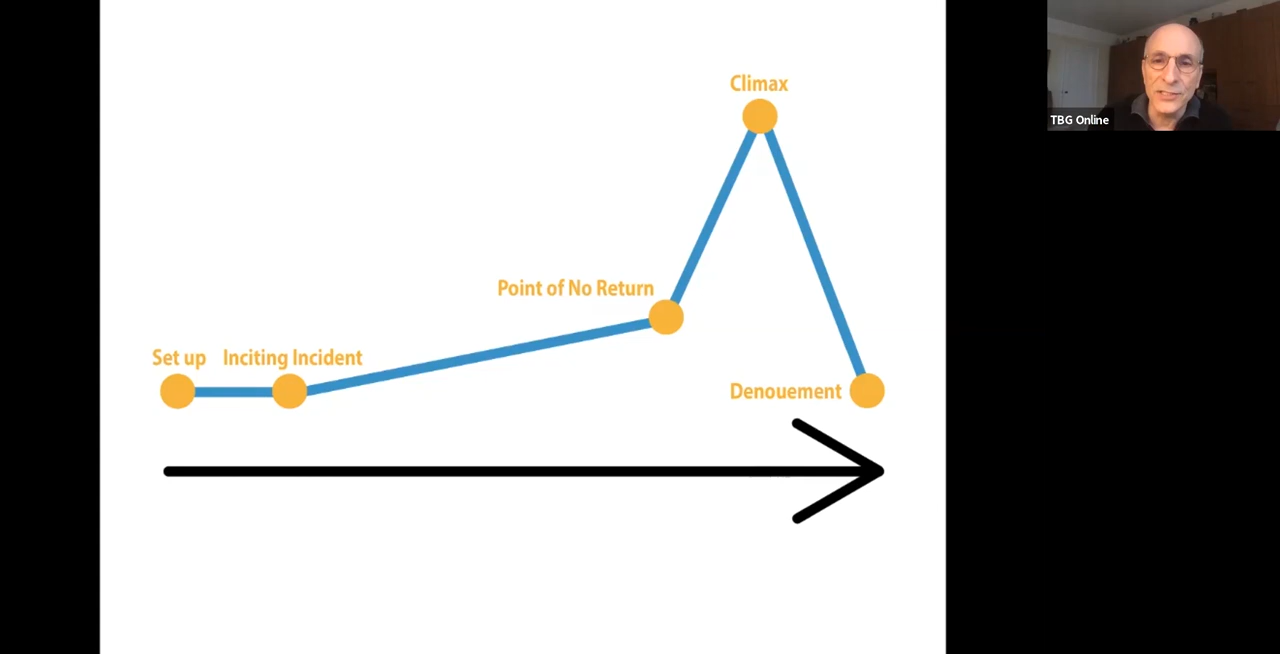 Climax
TBG Online
Point of No Return
Set up
Inciting Incident
Denouement